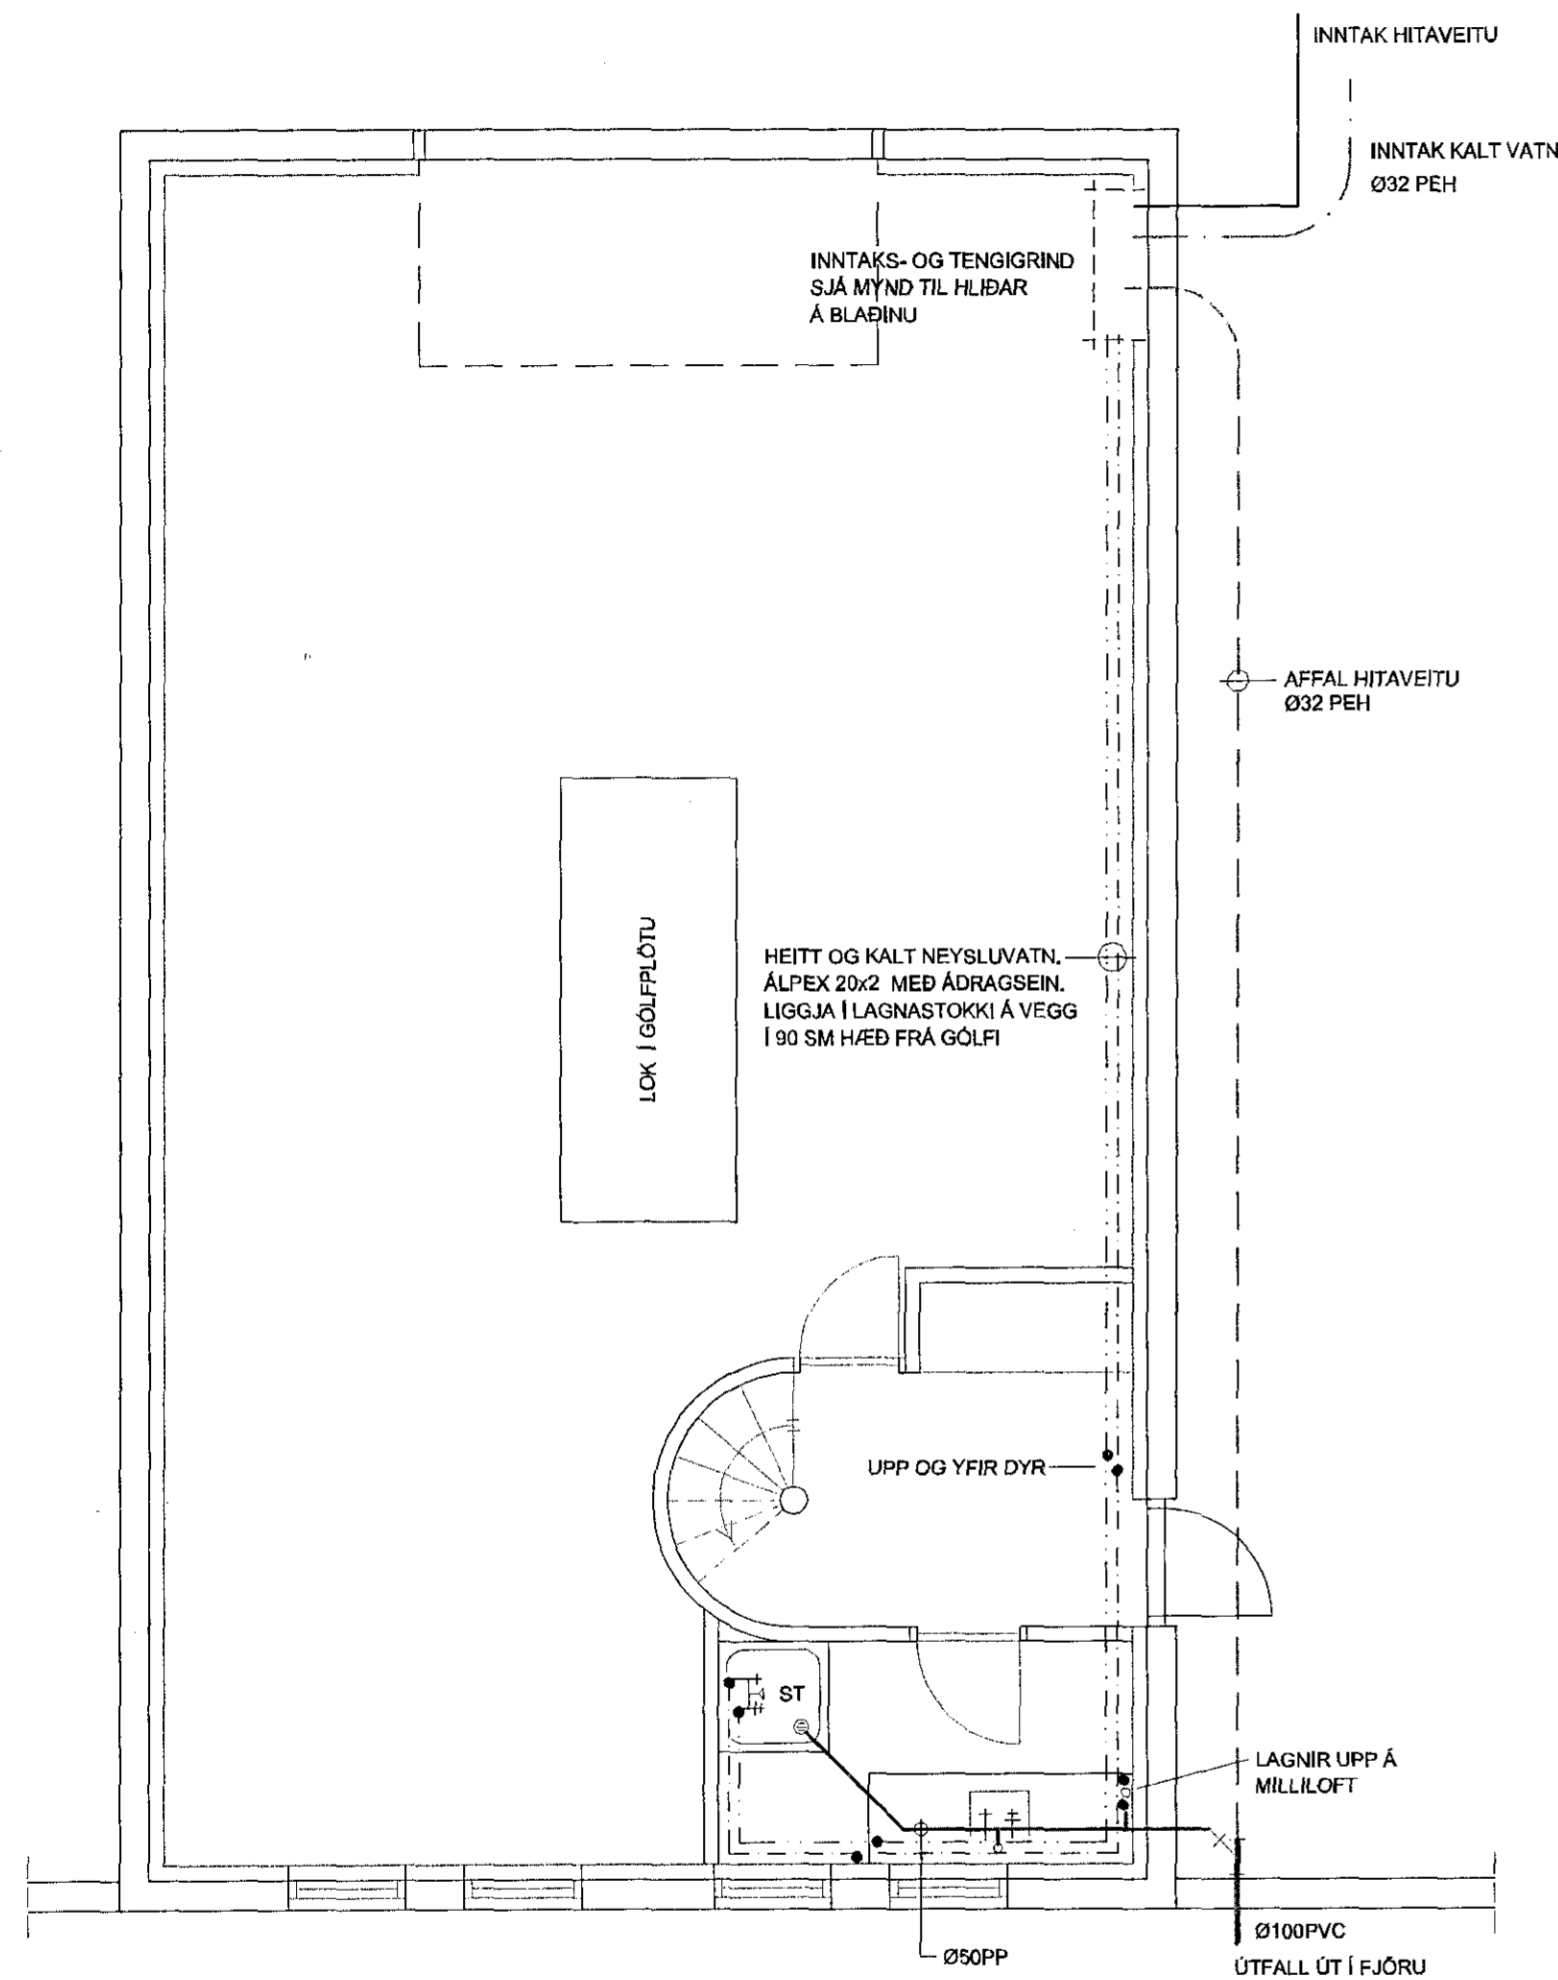 INNTAK HITAVEITU
INNTAK KALT VATN
Ø32 PEH
INNTAKS- OG TENGIGRIND
SJÁ MYND TIL HLIÐAR
Á BLAÐINU
AFFAL HITAVEITU
Ø32 PEH
LOK Í GÓLFPLÖTU
HEITT OG KALT NEYSLUVATN.
ÁLPEX 20x2 MEÐ ÁDRAGSEIN.
LIGGJA Í LAGNASTOKKI Á VEGG
Í 90 SM HÆÐ FRÁ GÓLFI
UPP OG YFIR DYR
ST
LAGNIR UPP Á
MILLILOFT
Ø100PVC
Ø50PP
ÚTFALL ÚT Í FJÖRU